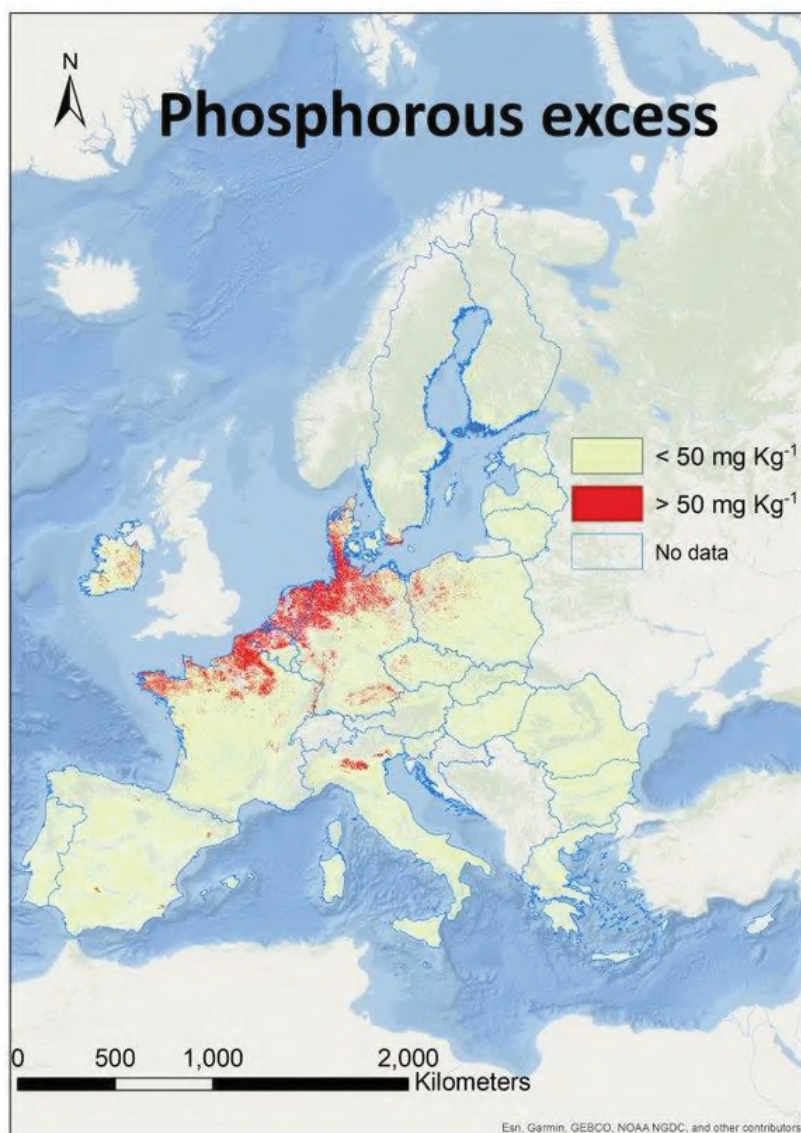 N
Phosphorous excess
< 50 mg Kg⁻¹
> 50 mg Kg⁻¹
No data
0 500 1,000 2,000
Kilometers
Esri, Garmin, GEBCO, NOAA NGDC, and other contributors